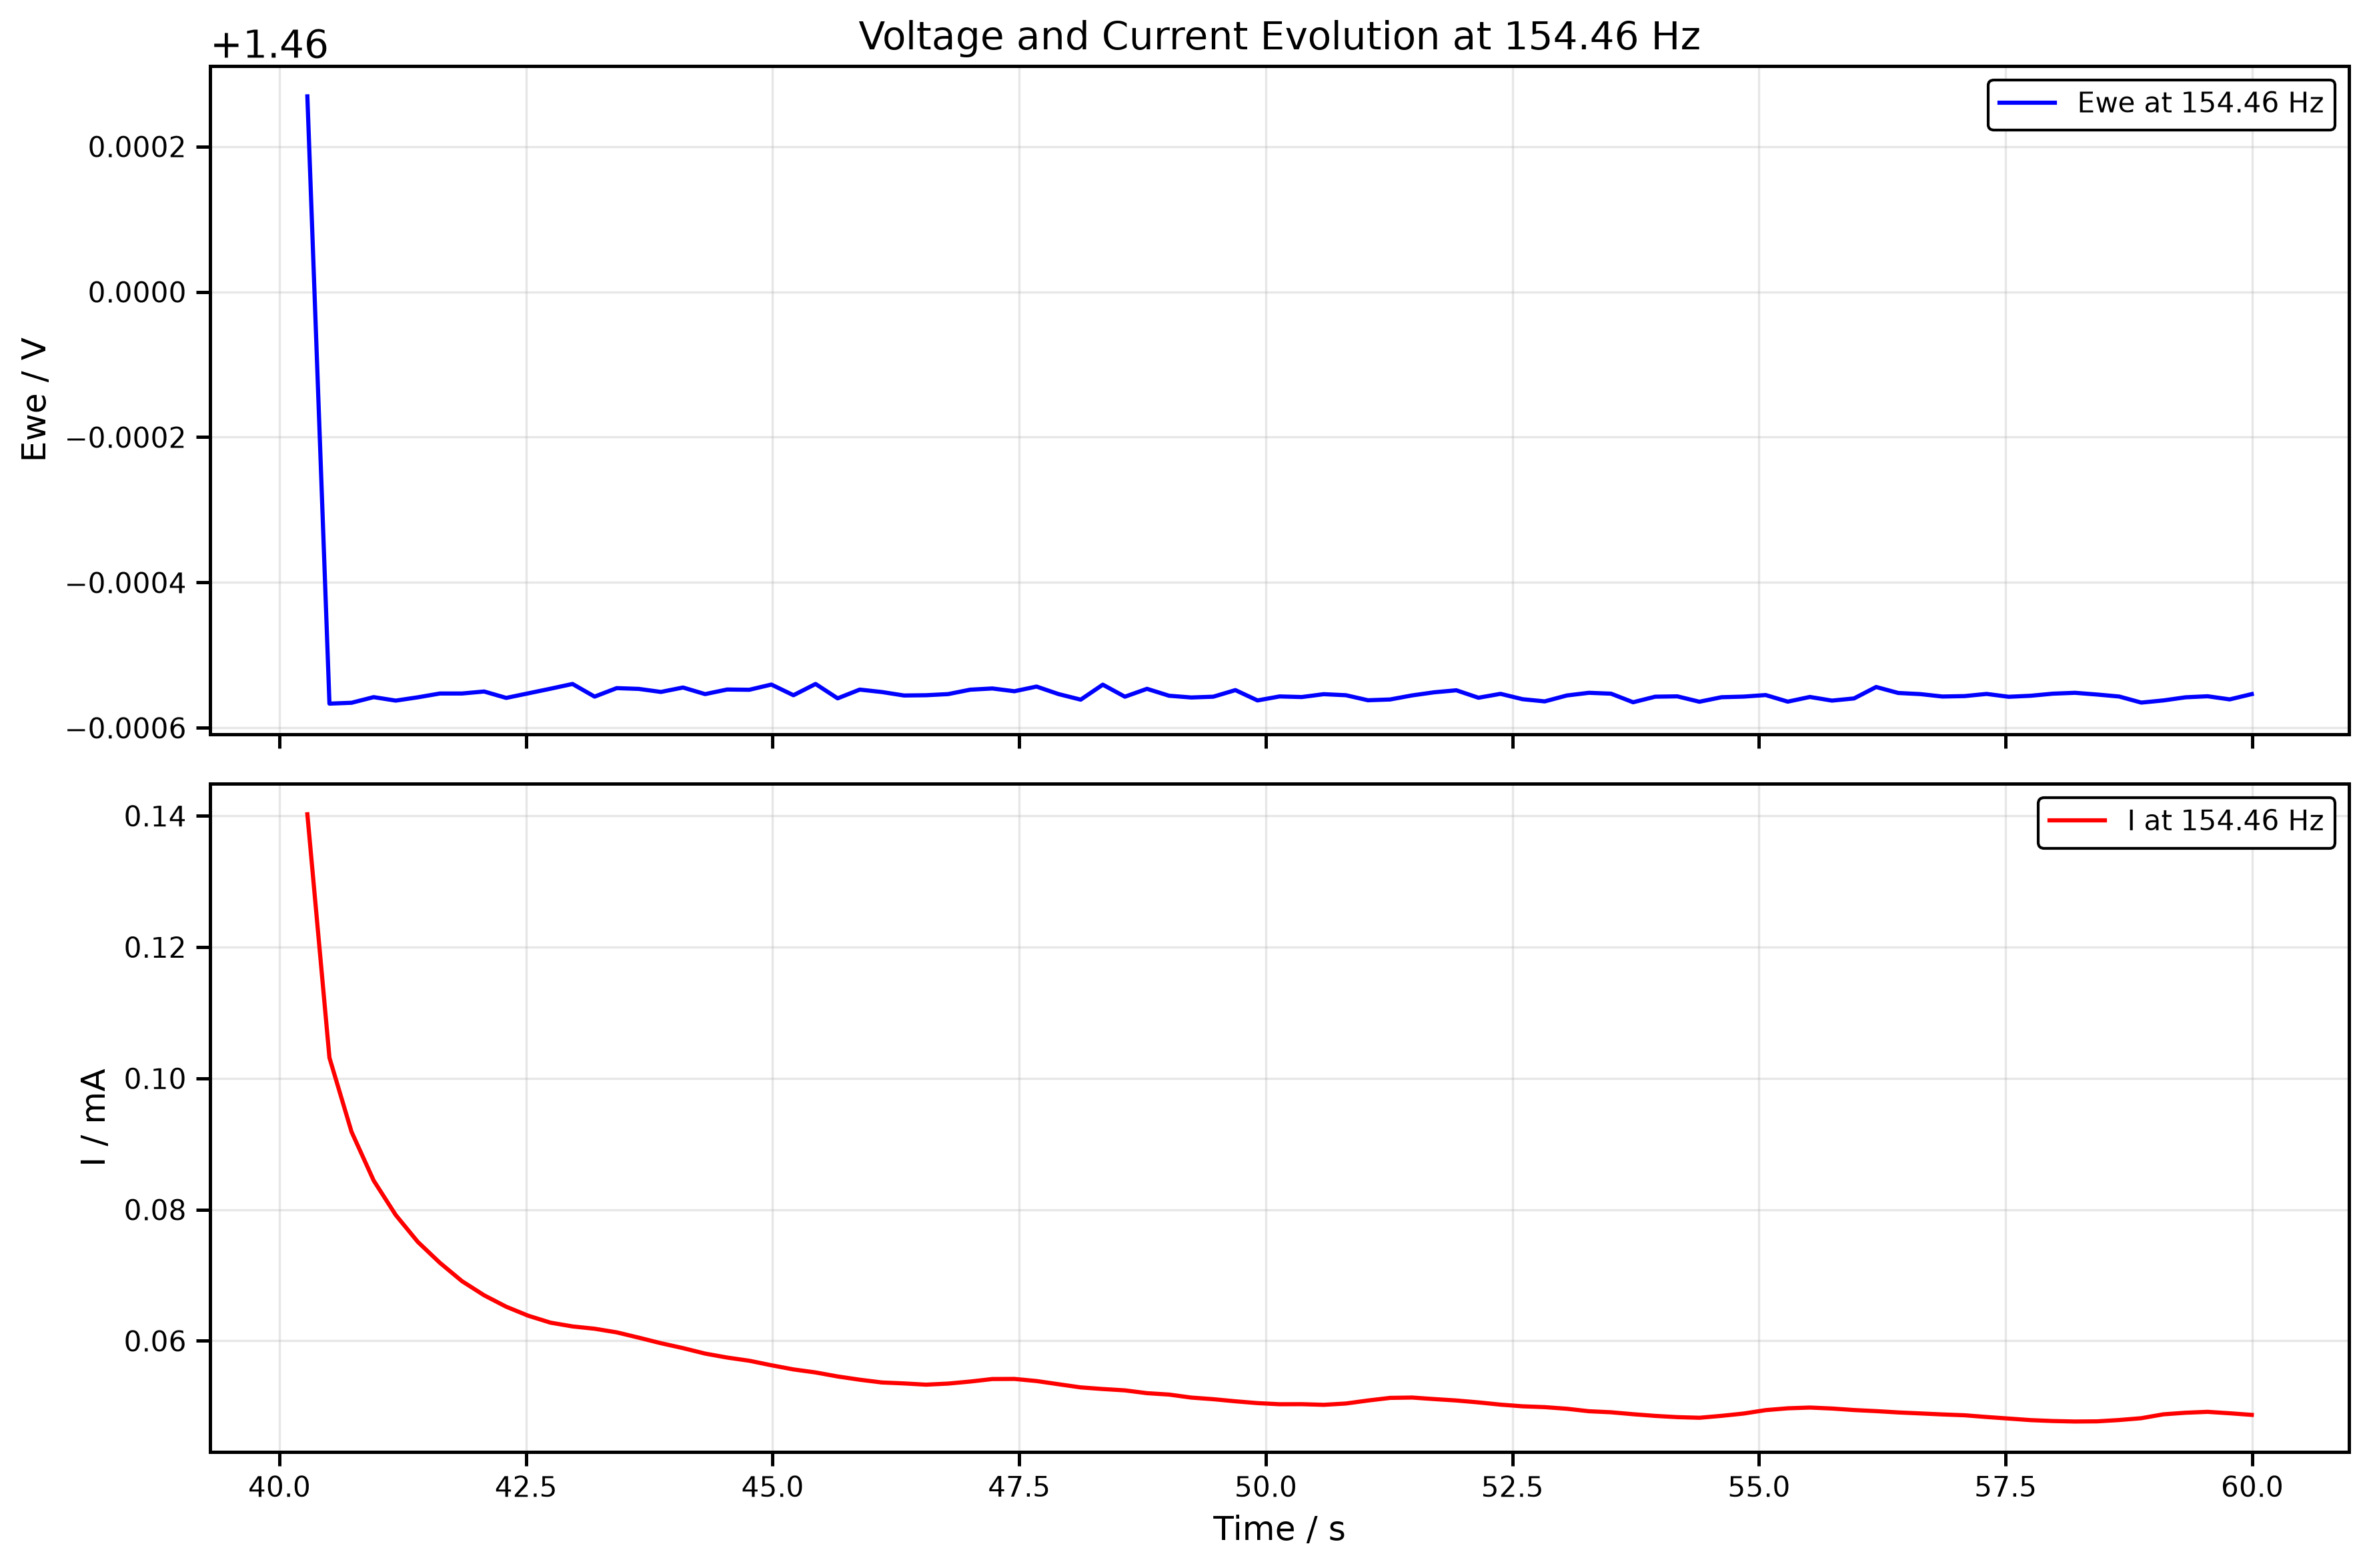 Voltage and Current Evolution at 154.46 Hz
+1.46
Ewe at 154.46 Hz
0.0002
0.0000
−0.0002
−0.0004
−0.0006
Ewe / V
I at 154.46 Hz
0.14
0.12
0.10
0.08
0.06
I / mA
40.0 42.5 45.0 47.5 50.0 52.5 55.0 57.5 60.0
Time / s